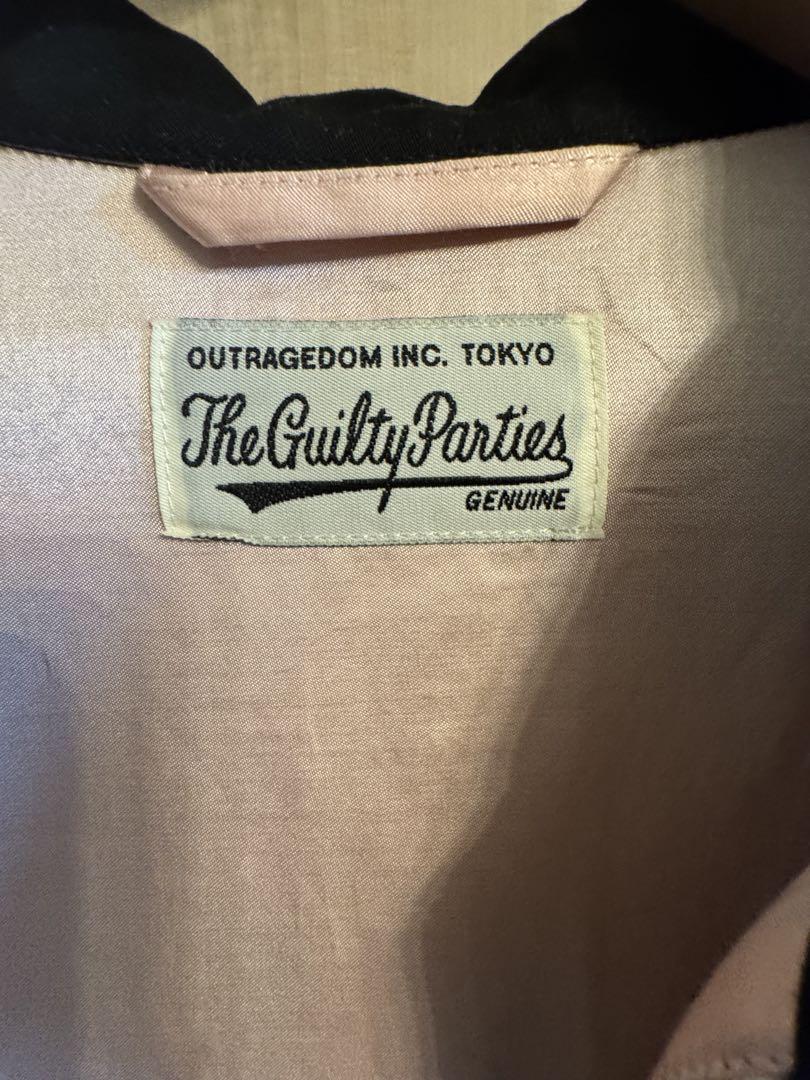 OUTRAGEDOM INC. TOKYO
The Guilty Parties
GENUINE